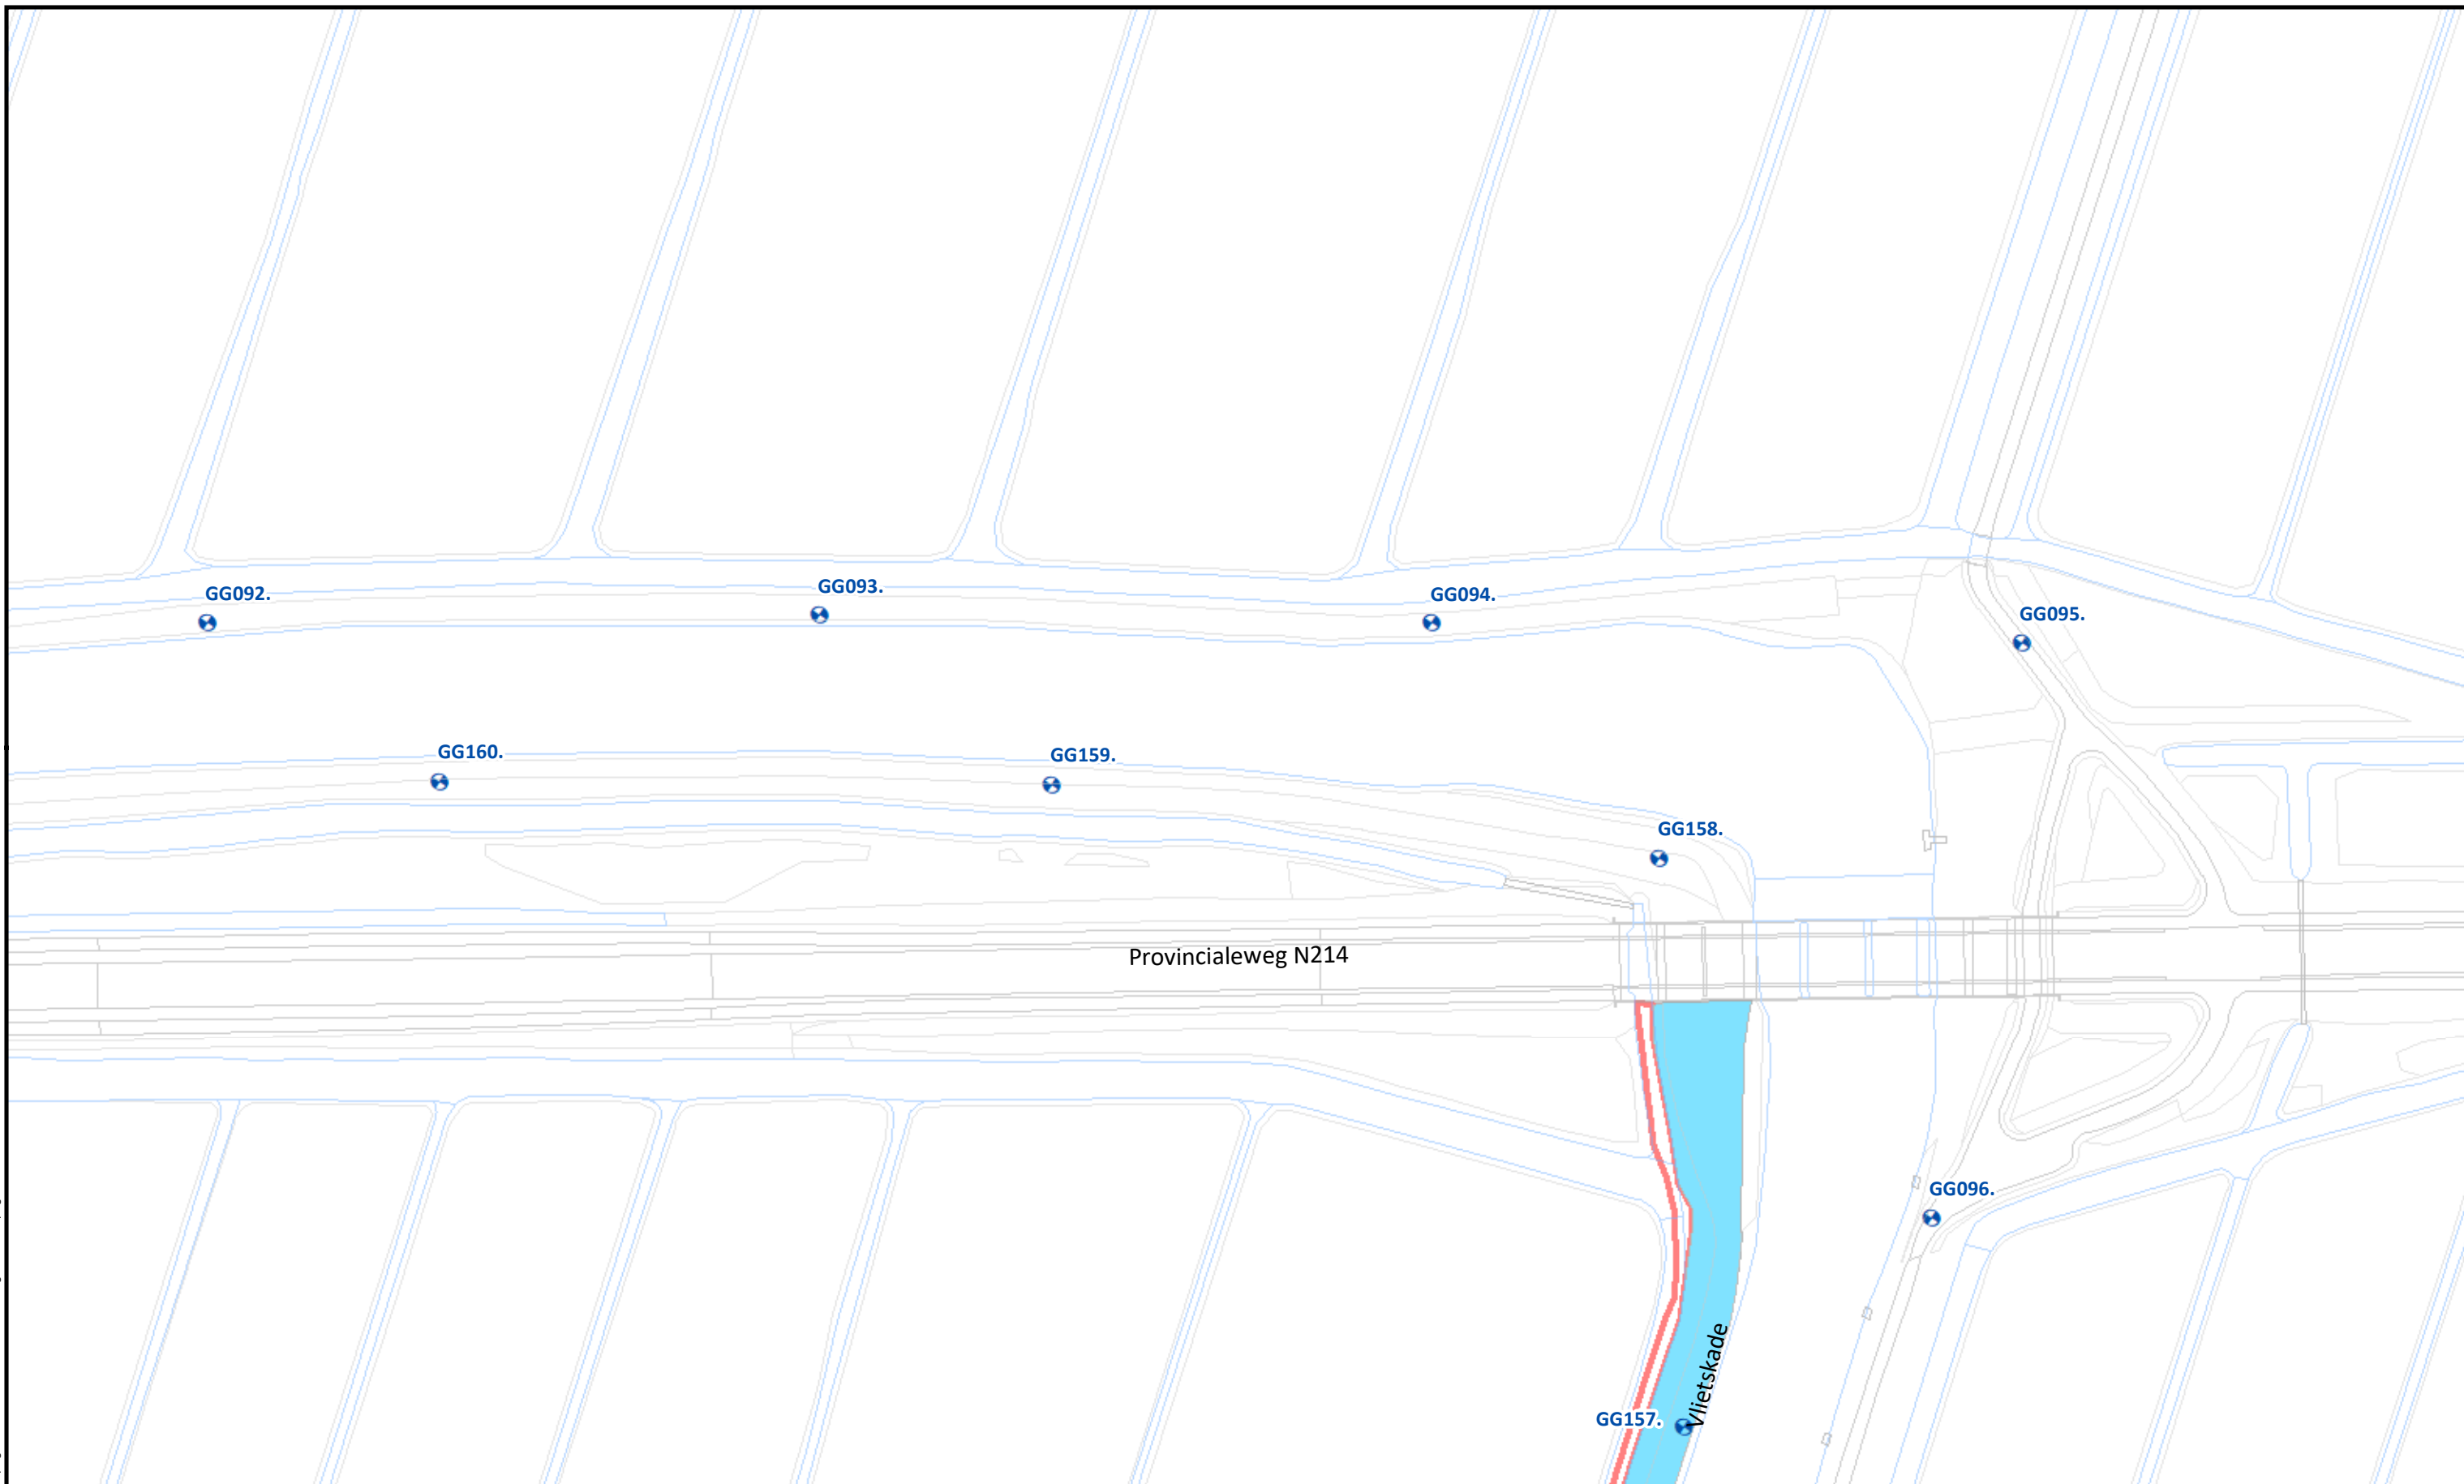 GG092.
GG093.
GG094.
GG095.
GG160.
GG159.
GG158.
Provincialeweg N214
GG096.
Vlietskade
GG157.